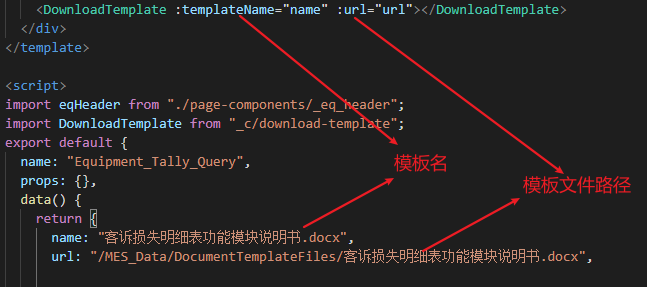 <DownloadTemplate :templateName="name" :url="url"></DownloadTemplate>
</div>
</template>
<script>
import eqHeader from "./page-components/_eq_header";
import DownloadTemplate from "_c/download-template";
export default {
name: "Equipment_Tally_Query",
模板名
props: {},
模板文件路径
data() {
return {
name: "客诉损失明细表功能模块说明书.docx",
url: "/MES_Data/DocumentTemplateFiles/客诉损失明细表功能模块说明书.docx",